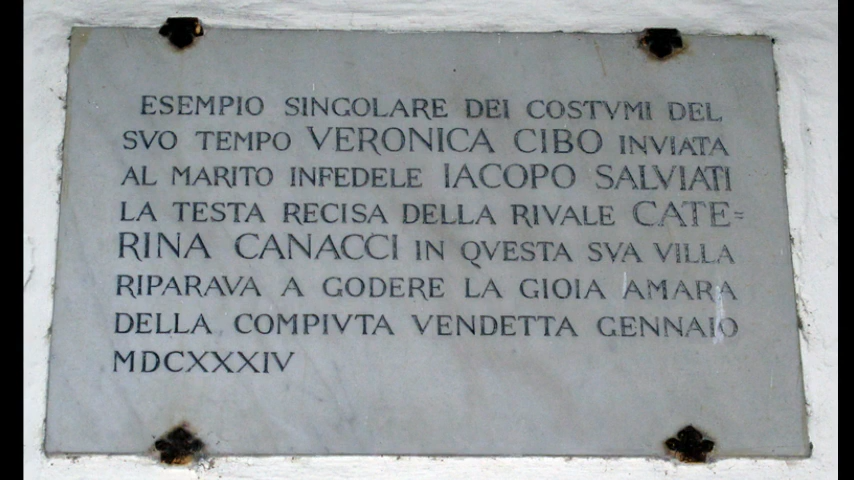 ESEMPIO SINGOLARE DEI COSTVMI DEL
SVO TEMPO VERONICA CIBO INVIATA
AL MARITO INFEDELE IACOPO SALVIATI
LA TESTA RECISA DELLA RIVALE CATE=
RINA CANACCI IN QVESTA SVA VILLA
RIPARAVA A GODERE LA GIOIA AMARA
DELLA COMPIVTA VENDETTA GENNAIO
MDCXXXIV